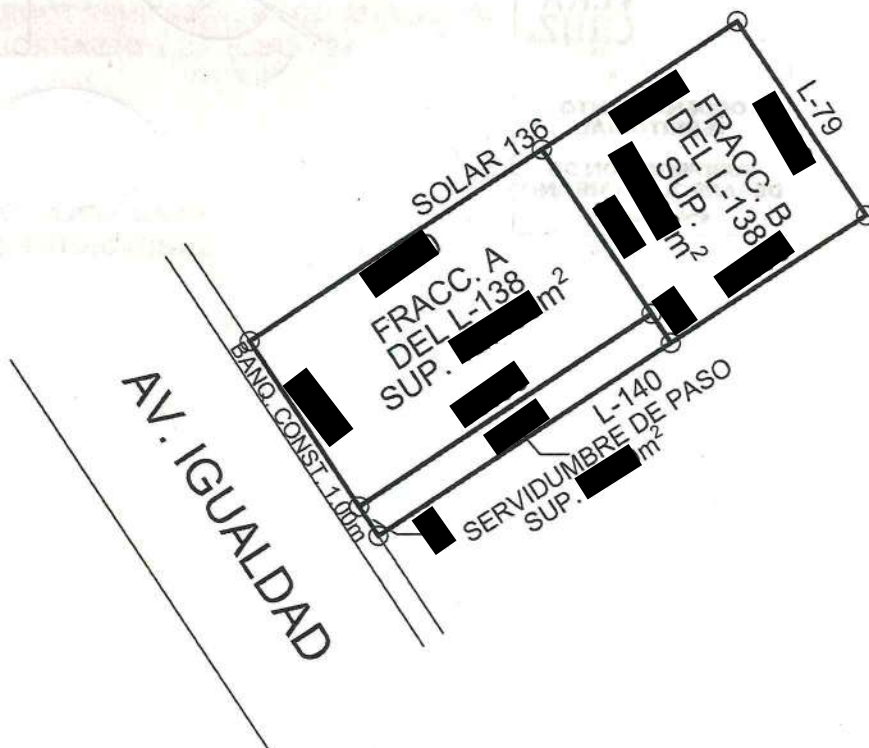 SOLAR 136
L-79
FRACC. B
DEL L-138
SUP. m²
FRACC. A
DEL L-138
SUP. m²
BANQ. CONST. 1.00m
AV. IGUALDAD
L-140
SERVIDUMBRE DE PASO
SUP. m²